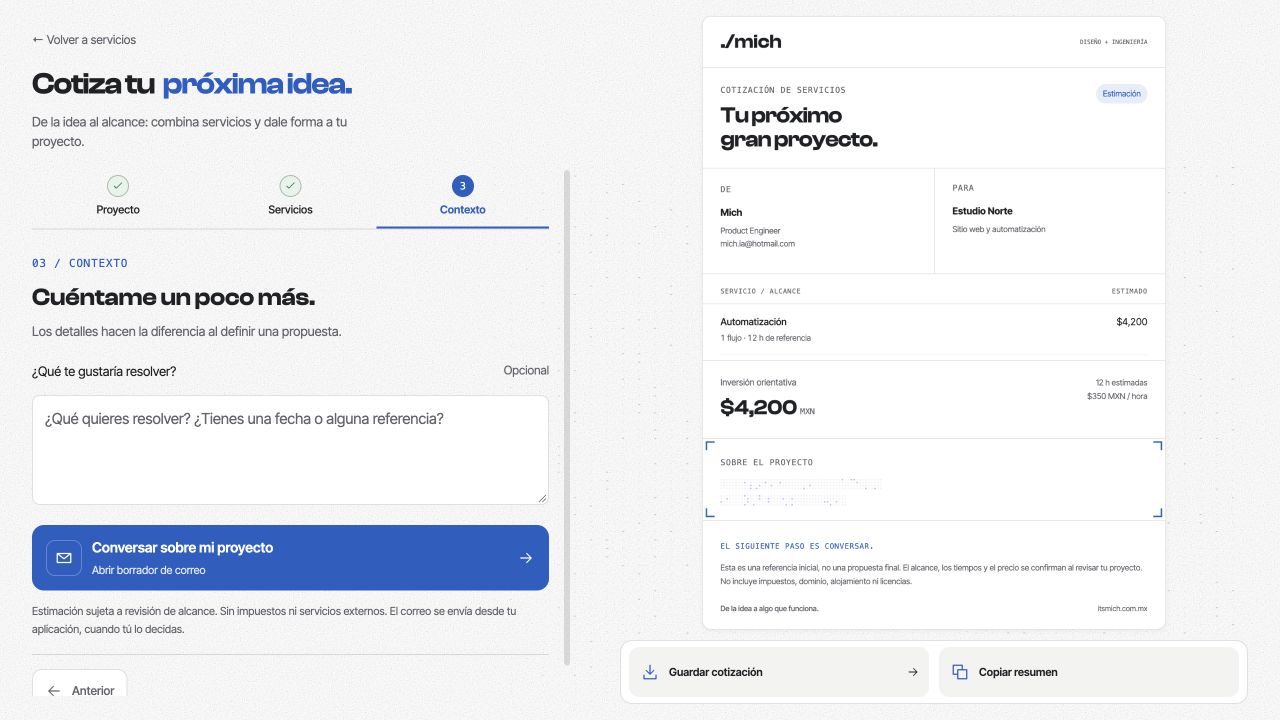 ← Volver a servicios
Cotiza tu próxima idea.
De la idea al alcance: combina servicios y dale forma a tu
proyecto.
Proyecto
Servicios
3
Contexto
03 / CONTEXTO
Cuéntame un poco más.
Los detalles hacen la diferencia al definir una propuesta.
¿Qué te gustaría resolver?
Opcional
¿Qué quieres resolver? ¿Tienes una fecha o alguna referencia?
Conversar sobre mi proyecto
Abrir borrador de correo
Estimación sujeta a revisión de alcance. Sin impuestos ni servicios externos. El correo se envía desde tu
aplicación, cuando tú lo decidas.
Anterior
./mich
DISEÑO + INGENIERÍA
COTIZACIÓN DE SERVICIOS
Estimación
Tu próximo
gran proyecto.
DE
Mich
Product Engineer
mich.ia@hotmail.com
PARA
Estudio Norte
Sitio web y automatización
SERVICIO / ALCANCE
ESTIMADO
Automatización
$4,200
1 flujo · 12 h de referencia
Inversión orientativa
12 h estimadas
$4,200 MXN
$350 MXN / hora
SOBRE EL PROYECTO
EL SIGUIENTE PASO ES CONVERSAR.
Esta es una referencia inicial, no una propuesta final. El alcance, los tiempos y el precio se confirman al revisar tu proyecto.
No incluye impuestos, dominio, alojamiento ni licencias.
De la idea a algo que funciona.
itsmich.com.mx
Guardar cotización
Copiar resumen